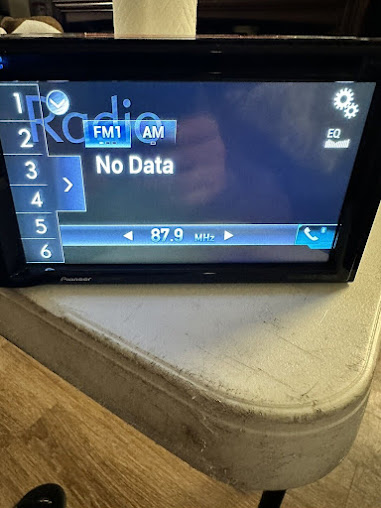 Radio
1
2
3
4
5
6
FM1 AM
EQ
No Data
87.9 MHz
Pioneer